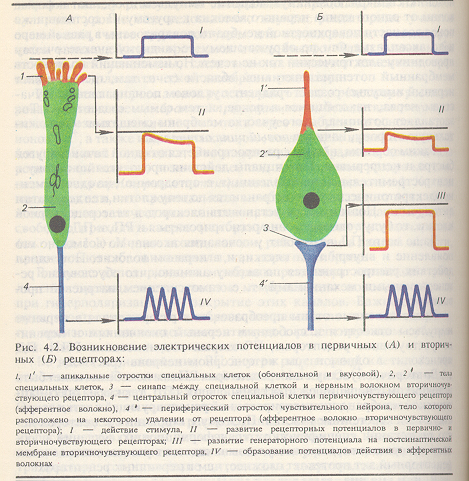 А
Б
I
I
1
1'
II
II
2'
2
III
3
4
4'
IV
IV
Рис. 4.2. Возникновение электрических потенциалов в первичных (А) и вторич-
ных (Б) рецепторах:
1, 1' — апикальные отростки специальных клеток (обонятельной и вкусовой), 2, 2' — тела
специальных клеток, 3 — синапс между специальной клеткой и нервным волокном вторичночув-
ствующего рецептора, 4 — центральный отросток специальной клетки первичночувствующего рецептора
(афферентное волокно), 4' — периферический отросток чувствительного нейрона, тело которого
расположено на некотором удалении от рецептора (афферентное волокно вторичночувствующего
рецептора); I — действие стимула, II — развитие рецепторных потенциалов в первично- и
вторичночувствующем рецепторах; III — развитие генераторного потенциала на постсинаптической
мембране вторичночувствующего рецептора, IV — образование потенциалов действия в афферентных
волокнах